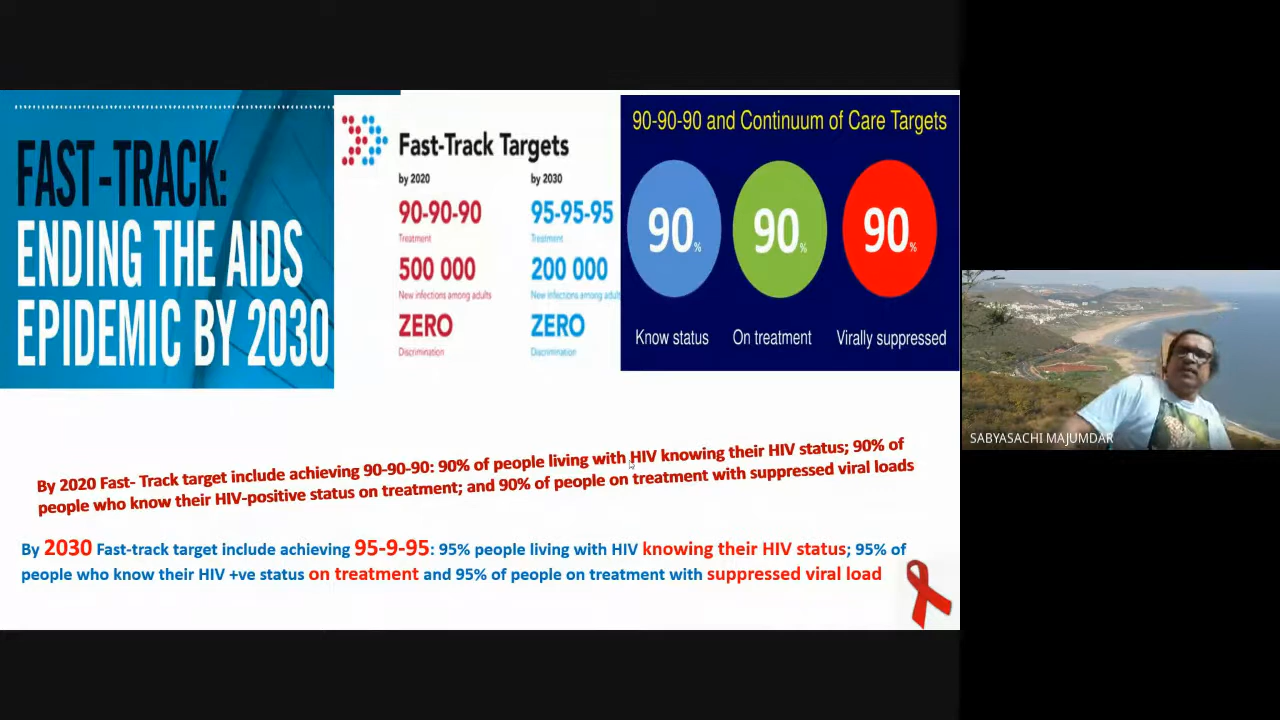 FAST-TRACK:
ENDING THE AIDS
EPIDEMIC BY 2030
Fast-Track Targets
by 2020
90-90-90
Treatment
500 000
New infections among adults
ZERO
Discrimination
by 2030
95-95-95
Treatment
200 000
New infections among adult
ZERO
Discrimination
90-90-90 and Continuum of Care Targets
90%
90%
90%
Know status
On treatment
Virally suppressed
By 2020 Fast- Track target include achieving 90-90-90: 90% of people living with HIV knowing their HIV status; 90% of
people who know their HIV-positive status on treatment; and 90% of people on treatment with suppressed viral loads
By 2030 Fast-track target include achieving 95-9-95: 95% people living with HIV knowing their HIV status; 95% of
people who know their HIV +ve status on treatment and 95% of people on treatment with suppressed viral load
SABYASACHI MAJUMDAR